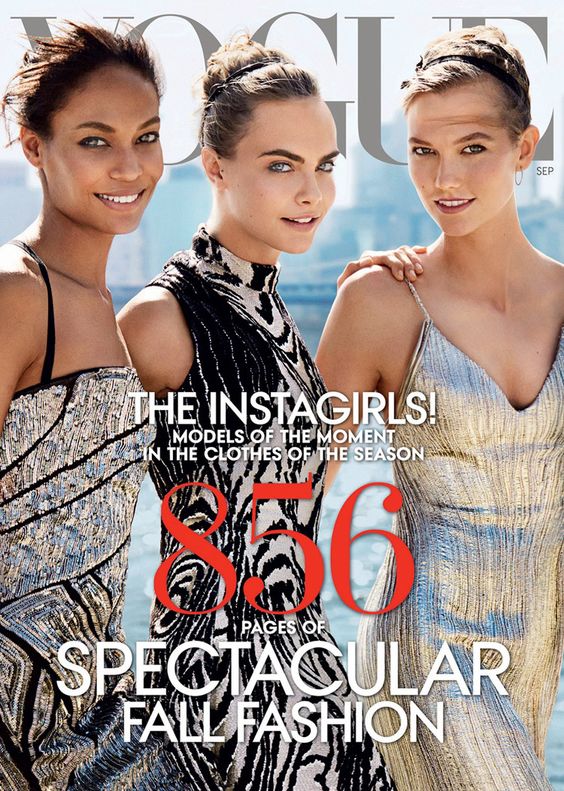 VOGUE
SEP
THE INSTAGIRLS!
MODELS OF THE MOMENT
IN THE CLOTHES OF THE SEASON
856
PAGES OF
SPECTACULAR
FALL FASHION